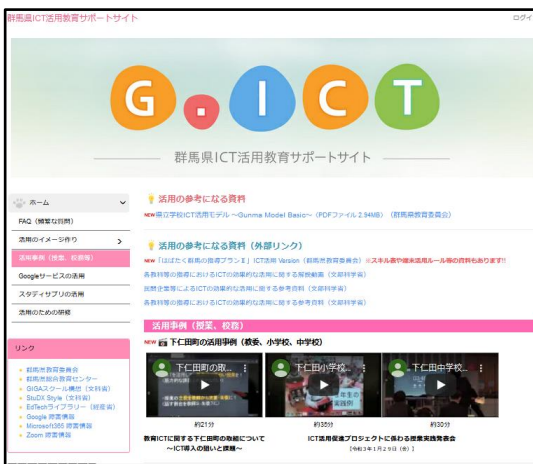 群馬県ICT活用教育サポートサイト
ログイ
G.ICT
群馬県ICT活用教育サポートサイト
ホーム
FAQ（頻繁な質問）
活用のイメージ作り
活用事例（授業、校務等）
Googleサービスの活用
スタディサプリの活用
活用のための研修
リンク
群馬県教育委員会
群馬県総合教育センター
GIGAスクール構想（文科省）
StuDX Style（文科省）
EdTechライブラリー（経産省）
Google 障害情報
Microsoft365 障害情報
Zoom 障害情報
活用の参考になる資料
NEW 県立学校ICT活用モデル ～Gunma Model Basic～（PDFファイル 2.94MB）（群馬県教育委員会）
活用の参考になる資料（外部リンク）
NEW 「はばたく群馬の指導プランⅡ」ICT活用 Version（群馬県教育委員会）※スキル表や端末活用ルール等の資料もあります!!
各教科等の指導におけるICTの効果的な活用に関する解説動画（文部科学省）
民間企業等によるICTの効果的な活用に関する参考資料（文部科学省）
各教科等の指導におけるICTの効果的な活用に関する参考資料（文部科学省）
活用事例（授業、校務）
NEW 下仁田町の活用事例（教委、小学校、中学校）
下仁田町の取...
下仁田小学校...
下仁田中学校...
約21分
約35分
約30分
教育ICTに関する下仁田町の取組について
～ICT導入の狙いと課題～
ICT活用促進プロジェクトに係わる授業実践発表会
［令和3年1月29日（金）］